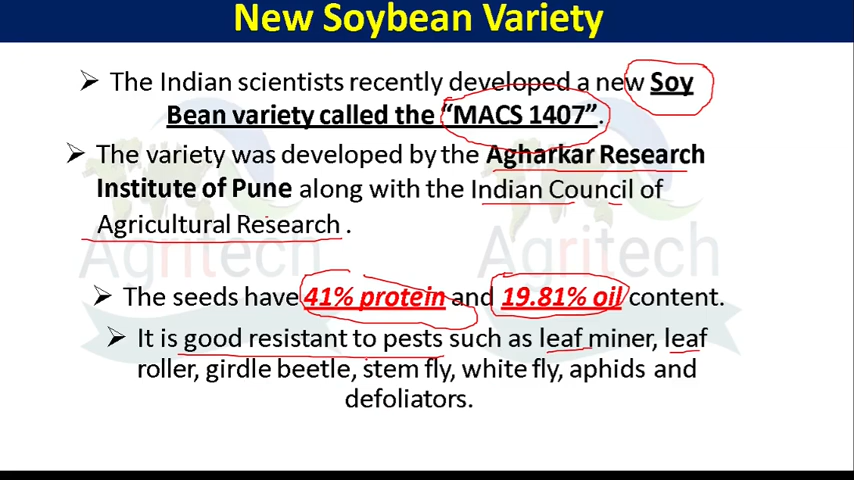 New Soybean Variety
➤ The Indian scientists recently developed a new Soy
Bean variety called the “MACS 1407”.
➤ The variety was developed by the Agharkar Research
Institute of Pune along with the Indian Council of
Agricultural Research .
Agritech Agritech
➤ The seeds have 41% protein and 19.81% oil content.
➤ It is good resistant to pests such as leaf miner, leaf
roller, girdle beetle, stem fly, white fly, aphids and
defoliators.